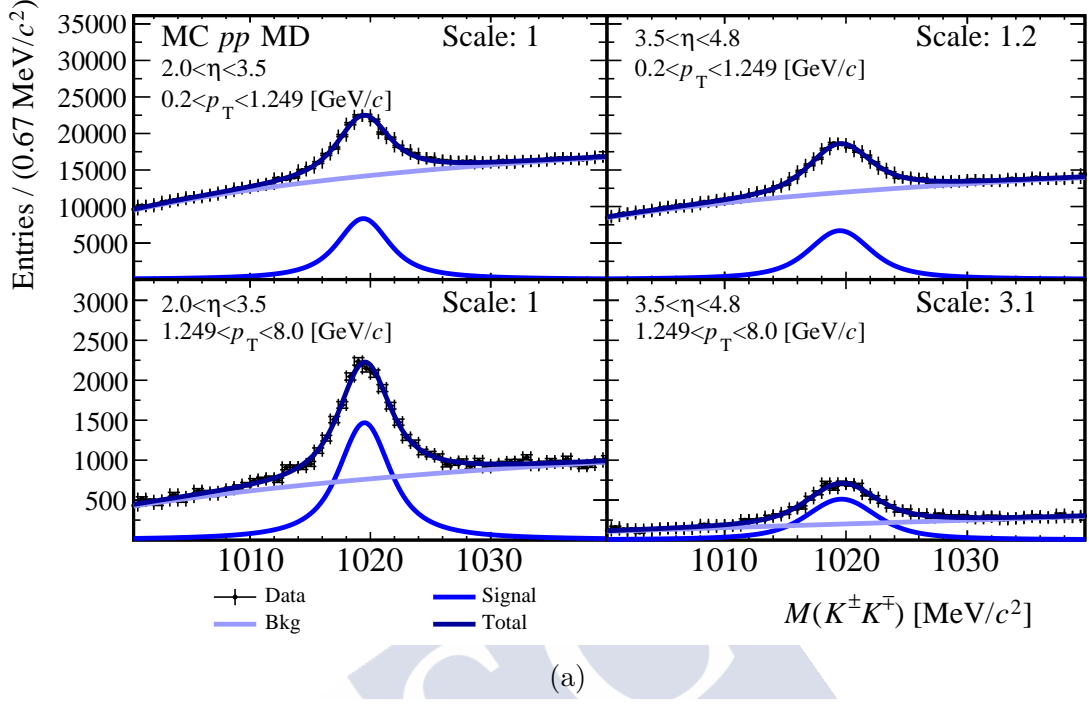 Entries / (0.67 MeV/c²)
35000
30000
25000
20000
15000
10000
5000
MC pp MD
Scale: 1
2.0<η<3.5
0.2<p_T<1.249 [GeV/c]
3.5<η<4.8
Scale: 1.2
0.2<p_T<1.249 [GeV/c]
3000
2500
2000
1500
1000
500
2.0<η<3.5
Scale: 1
1.249<p_T<8.0 [GeV/c]
3.5<η<4.8
Scale: 3.1
1.249<p_T<8.0 [GeV/c]
1010 1020 1030
1010 1020 1030
Data Signal
Bkg Total
M(K±K∓) [MeV/c²]
(a)